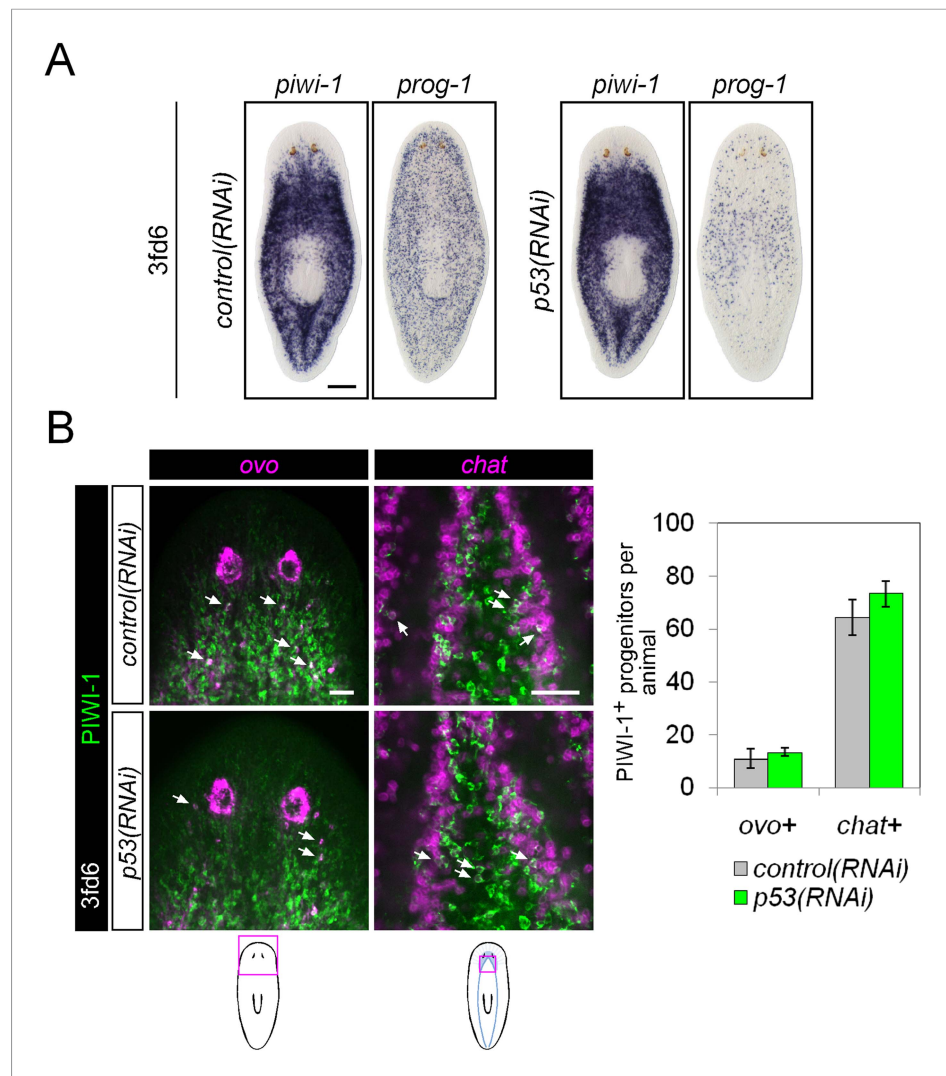 A
piwi-1 prog-1 piwi-1 prog-1
3fd6
control(RNAi)
p53(RNAi)
B
ovo chat
PIWI-1
control(RNAi)
3fd6
p53(RNAi)
PIWI-1+ progenitors per
animal
100
80
60
40
20
0
ovo+ chat+
control(RNAi)
p53(RNAi)